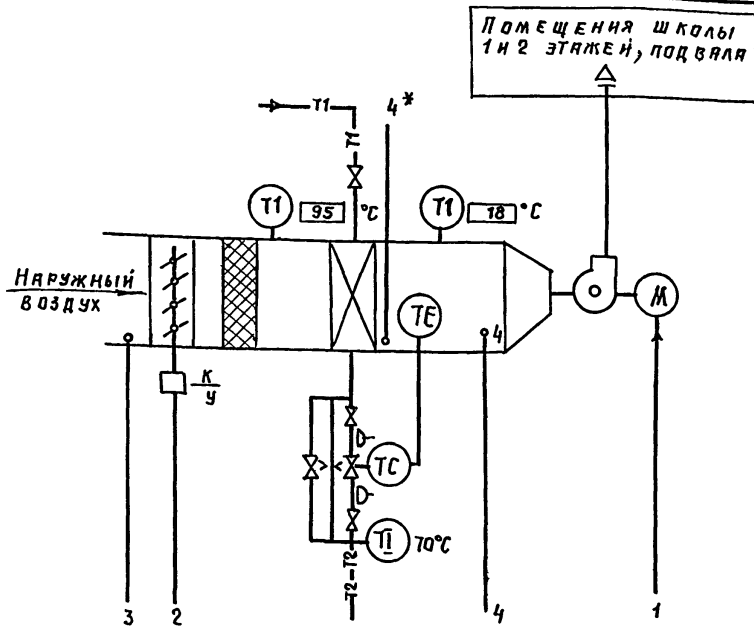 ПОМЕЩЕНИЯ ШКОЛЫ
1 И 2 ЭТАЖЕЙ, ПОДВАЛА
Т1
4*
Т1
Т1
95
°С
Т1
18
°С
НАРУЖНЫЙ
ВОЗДУХ
ТЕ
М
4
К
У
ТС
TI
70°С
Т2-Т2
3
2
4
1